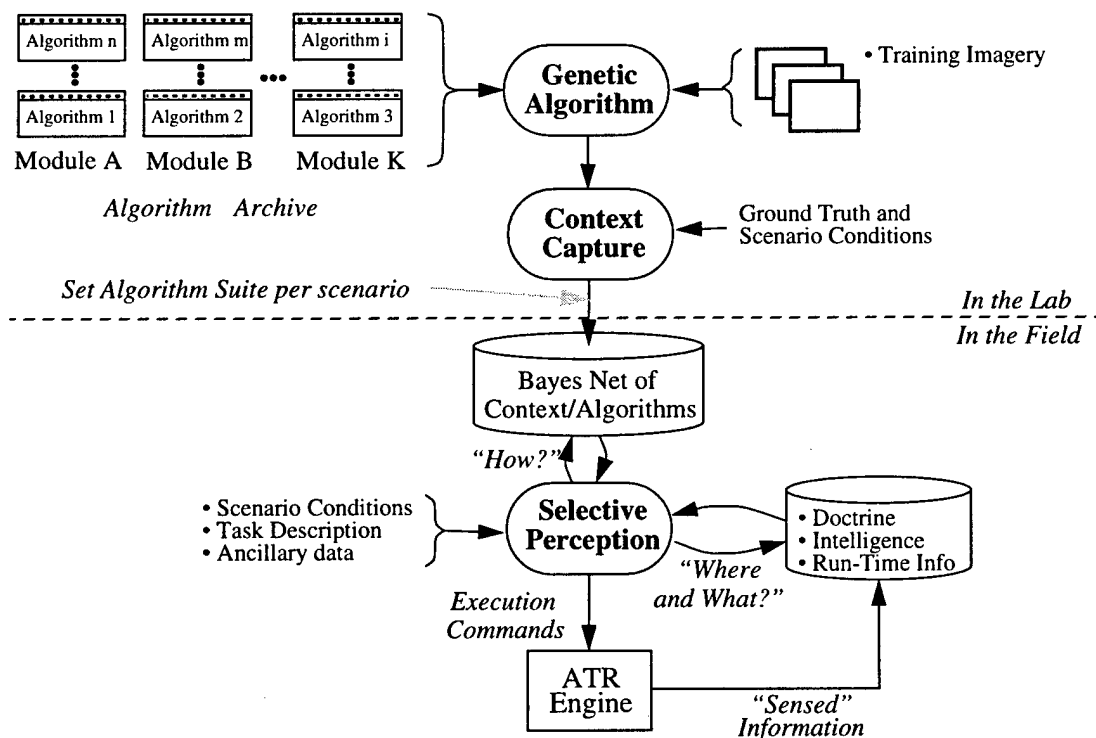 Algorithm n
Algorithm m
Algorithm i
Algorithm 1
Algorithm 2
Algorithm 3
Module A
Module B
Module K
Algorithm Archive
Genetic
Algorithm
• Training Imagery
Context
Capture
Ground Truth and
Scenario Conditions
Set Algorithm Suite per scenario
In the Lab
In the Field
Bayes Net of
Context/Algorithms
“How?”
• Scenario Conditions
• Task Description
• Ancillary data
Selective
Perception
• Doctrine
• Intelligence
• Run-Time Info
“Where
and What?”
Execution
Commands
ATR
Engine
“Sensed”
Information